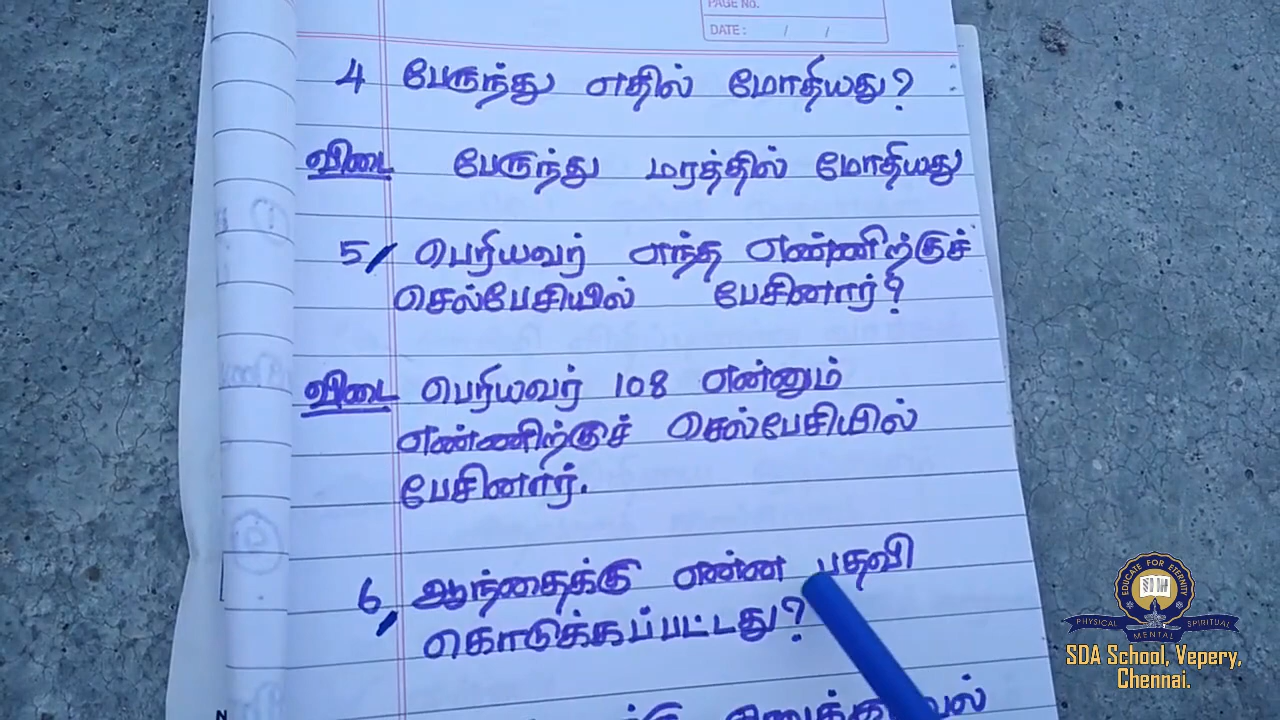 PAGE No.
DATE : / /
4 பேருந்து எதில் மோதியது?
விடை பேருந்து மரத்தில் மோதியது
5, பெரியவர் எந்த எண்ணிற்குச்
செல்பேசியில் பேசினார்?
விடை பெரியவர் 108 என்னும்
எண்ணிற்குச் செல்பேசியில்
பேசினார்.
6, ஆந்தைக்கு என்ன பதவி
கொடுக்கப்பட்டது?
EDUCATE FOR ETERNITY
PHYSICAL MENTAL SPIRITUAL
SDA School, Vepery,
Chennai.